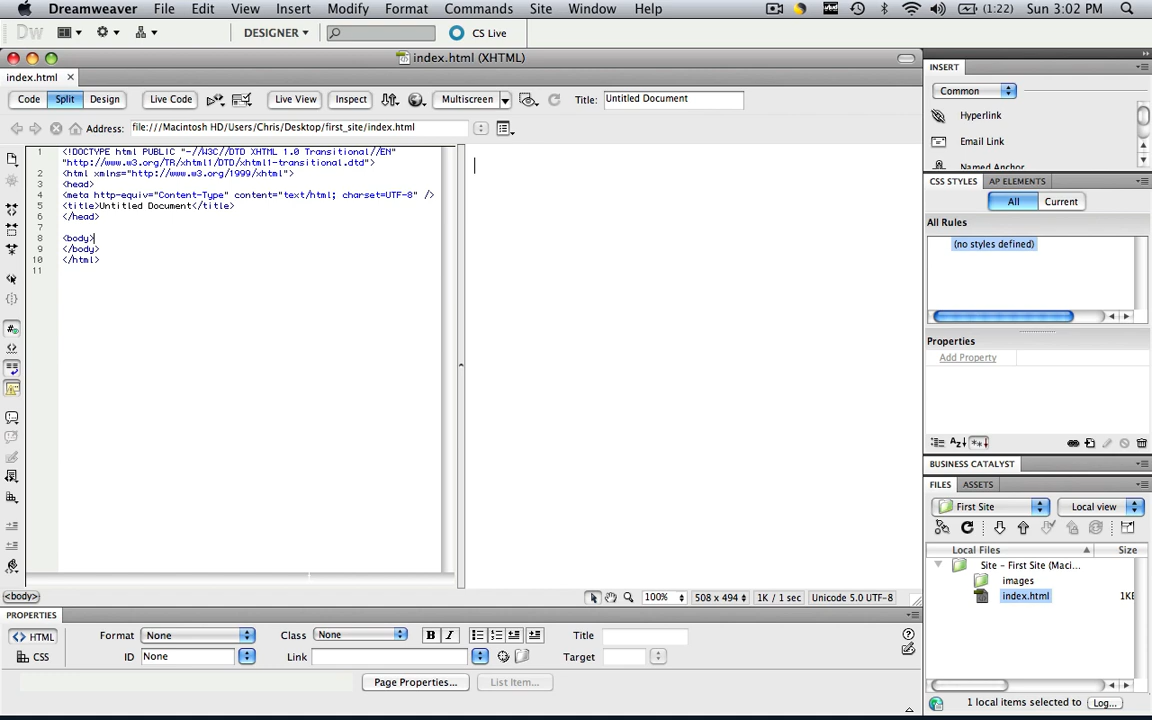 Dreamweaver File Edit View Insert Modify Format Commands Site Window Help (1:22) Sun 3:02 PM
Dw DESIGNER CS Live
index.html (XHTML)
index.html
Code Split Design Live Code Live View Inspect Multiscreen Title: Untitled Document
Address: file:///Macintosh HD/Users/Chris/Desktop/first_site/index.html
1 <!DOCTYPE html PUBLIC "-//W3C//DTD XHTML 1.0 Transitional//EN"
"http://www.w3.org/TR/xhtml1/DTD/xhtml1-transitional.dtd">
2 <html xmlns="http://www.w3.org/1999/xhtml">
3 <head>
4 <meta http-equiv="Content-Type" content="text/html; charset=UTF-8" />
5 <title>Untitled Document</title>
6 </head>
7
8 <body>
9 </body>
10 </html>
11
<body>
100% 508 x 494 1K / 1 sec Unicode 5.0 UTF-8
INSERT
Common
Hyperlink
Email Link
Named Anchor
CSS STYLES AP ELEMENTS
All Current
All Rules
(no styles defined)
Properties
Add Property
BUSINESS CATALYST
FILES ASSETS
First Site Local view
Local Files Size
Site - First Site (Maci...
images
index.html 1KE
1 local items selected to Log...
PROPERTIES
<> HTML Format None Class None B I Title
CSS ID None Link Target
Page Properties... List Item...